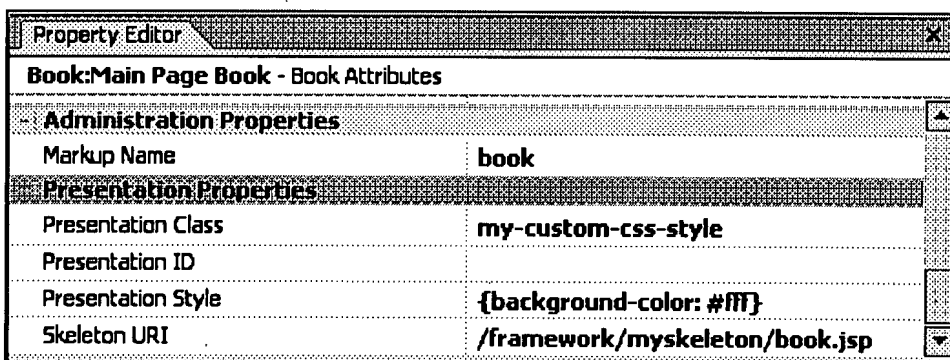 Property Editor X
Book:Main Page Book - Book Attributes
- Administration Properties
Markup Name book
Presentation Properties
Presentation Class my-custom-css-style
Presentation ID
Presentation Style {background-color: #fff}
Skeleton URI /framework/myskeleton/book.jsp